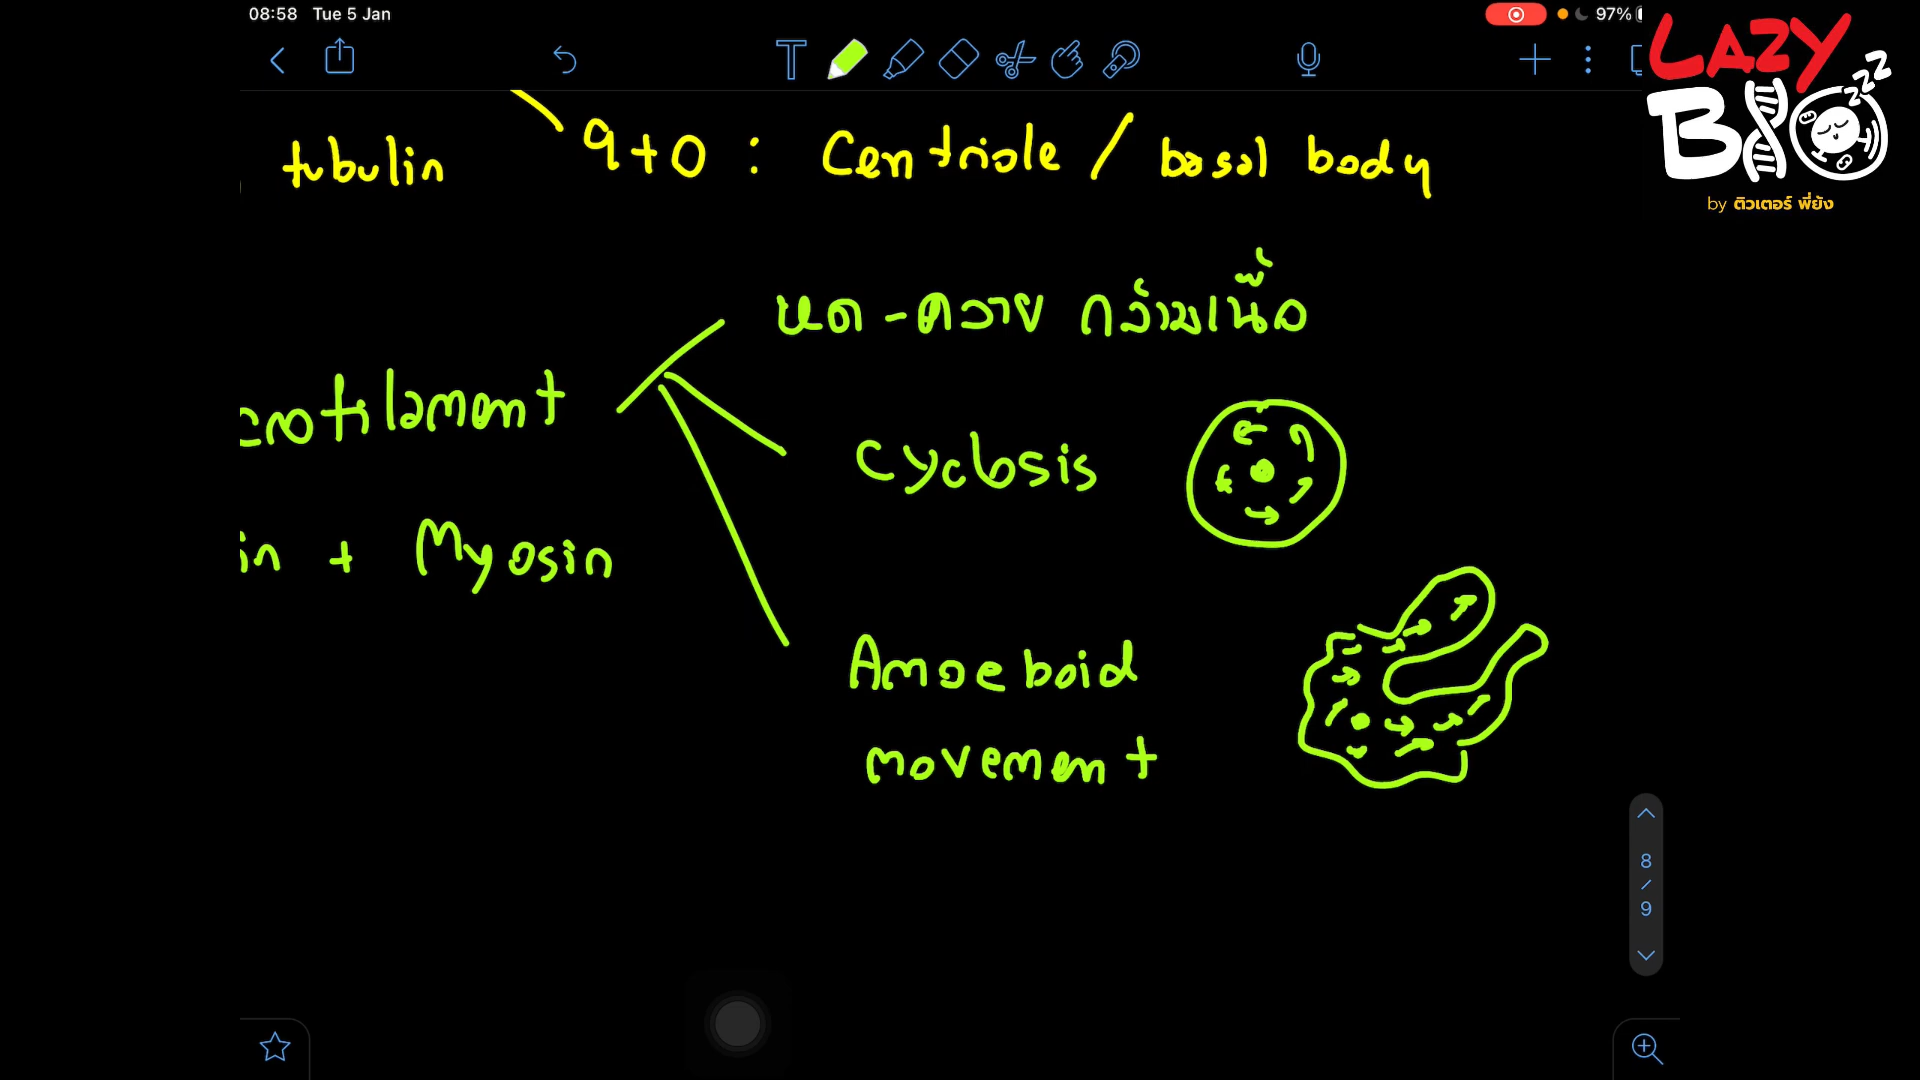 08:58 Tue 5 Jan
97%
LAZY
BIO zzz
by ติวเตอร์ พี่ยัง
tubulin 9+0 : Centriole / basal body
หด - คลาย กล้ามเนื้อ
crofilament
Cyclosis
in + Myosin
Amoeboid
movement
8
/
9